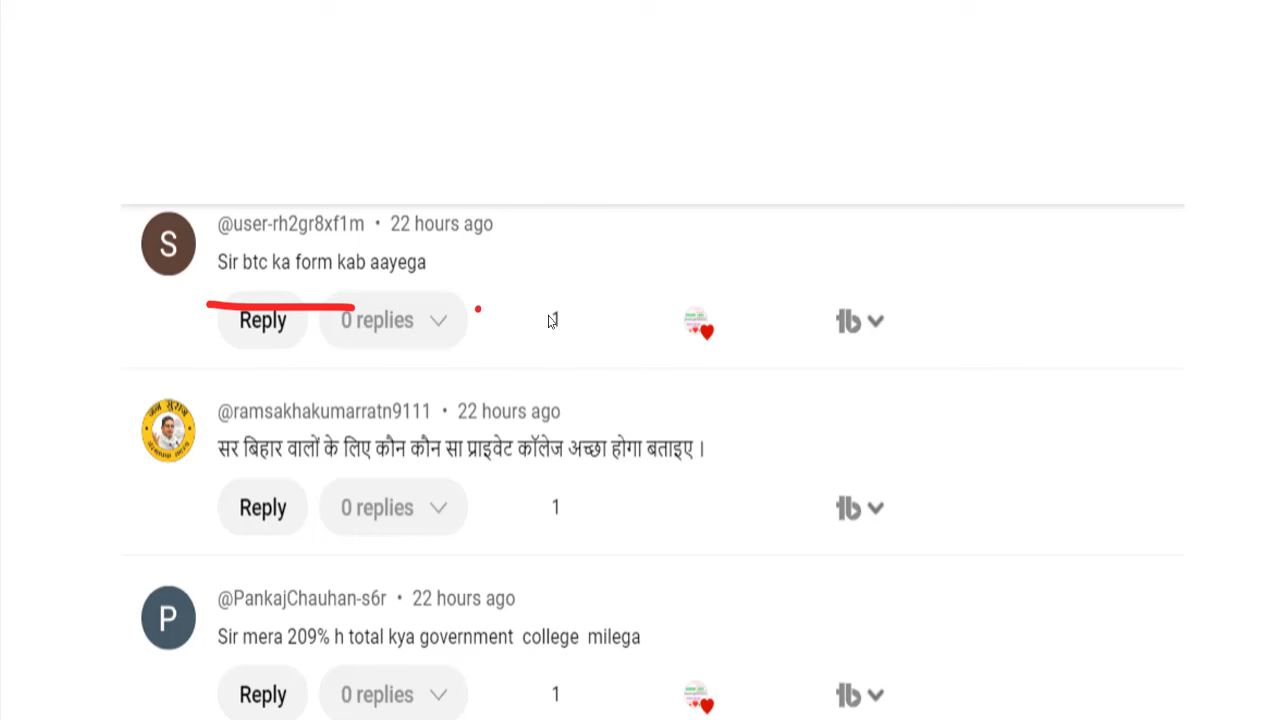 S
@user-rh2gr8xf1m • 22 hours ago
Sir btc ka form kab aayega
Reply 0 replies 1
जन सुराज
@ramsakhakumarratn9111 • 22 hours ago
सर बिहार वालों के लिए कौन कौन सा प्राइवेट कॉलेज अच्छा होगा बताइए ।
Reply 0 replies 1
P
@PankajChauhan-s6r • 22 hours ago
Sir mera 209% h total kya government college milega
Reply 0 replies 1